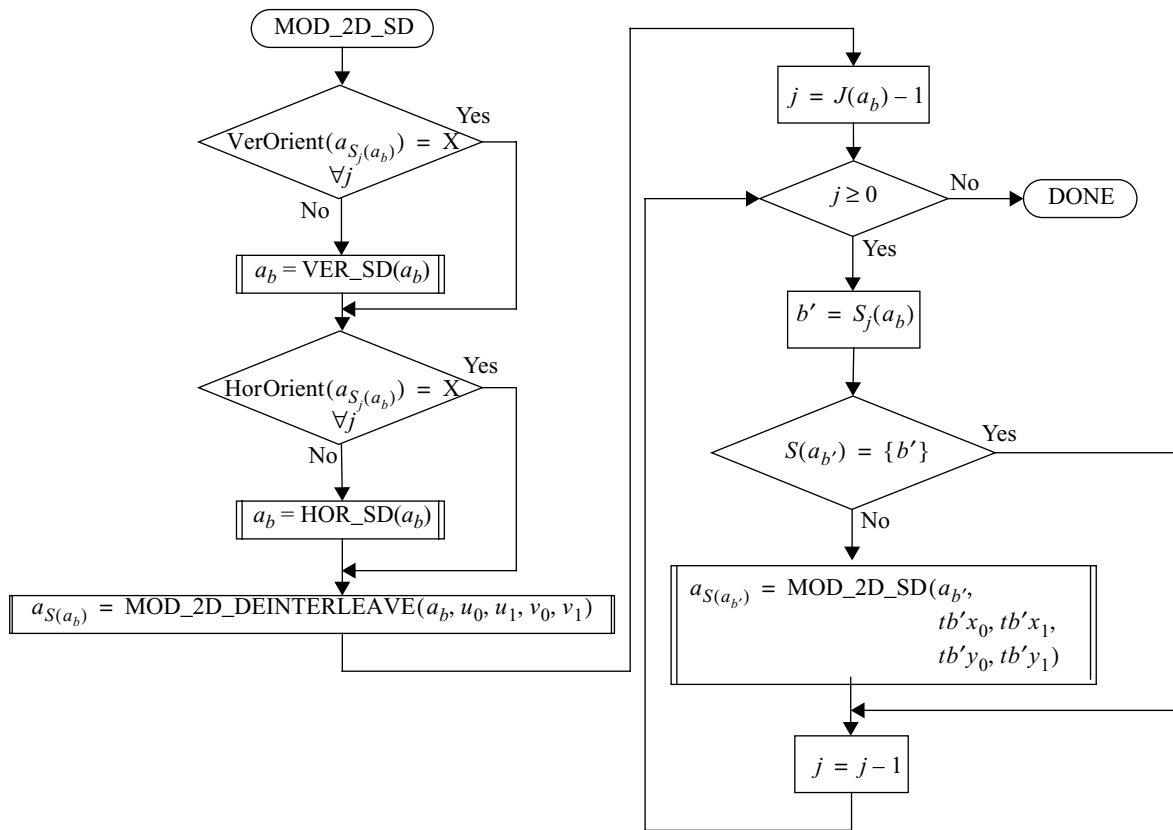 MOD_2D_SD
Yes
VerOrient(a_{S_j(a_b)}) = X
∀j
No
a_b = VER_SD(a_b)
Yes
HorOrient(a_{S_j(a_b)}) = X
∀j
No
a_b = HOR_SD(a_b)
a_{S(a_b)} = MOD_2D_DEINTERLEAVE(a_b, u_0, u_1, v_0, v_1)
j = J(a_b) – 1
j ≥ 0
No
DONE
Yes
b′ = S_j(a_b)
Yes
S(a_{b′}) = {b′}
No
a_{S(a_{b′})} = MOD_2D_SD(a_{b′},
tb′x_0, tb′x_1,
tb′y_0, tb′y_1)
j = j – 1